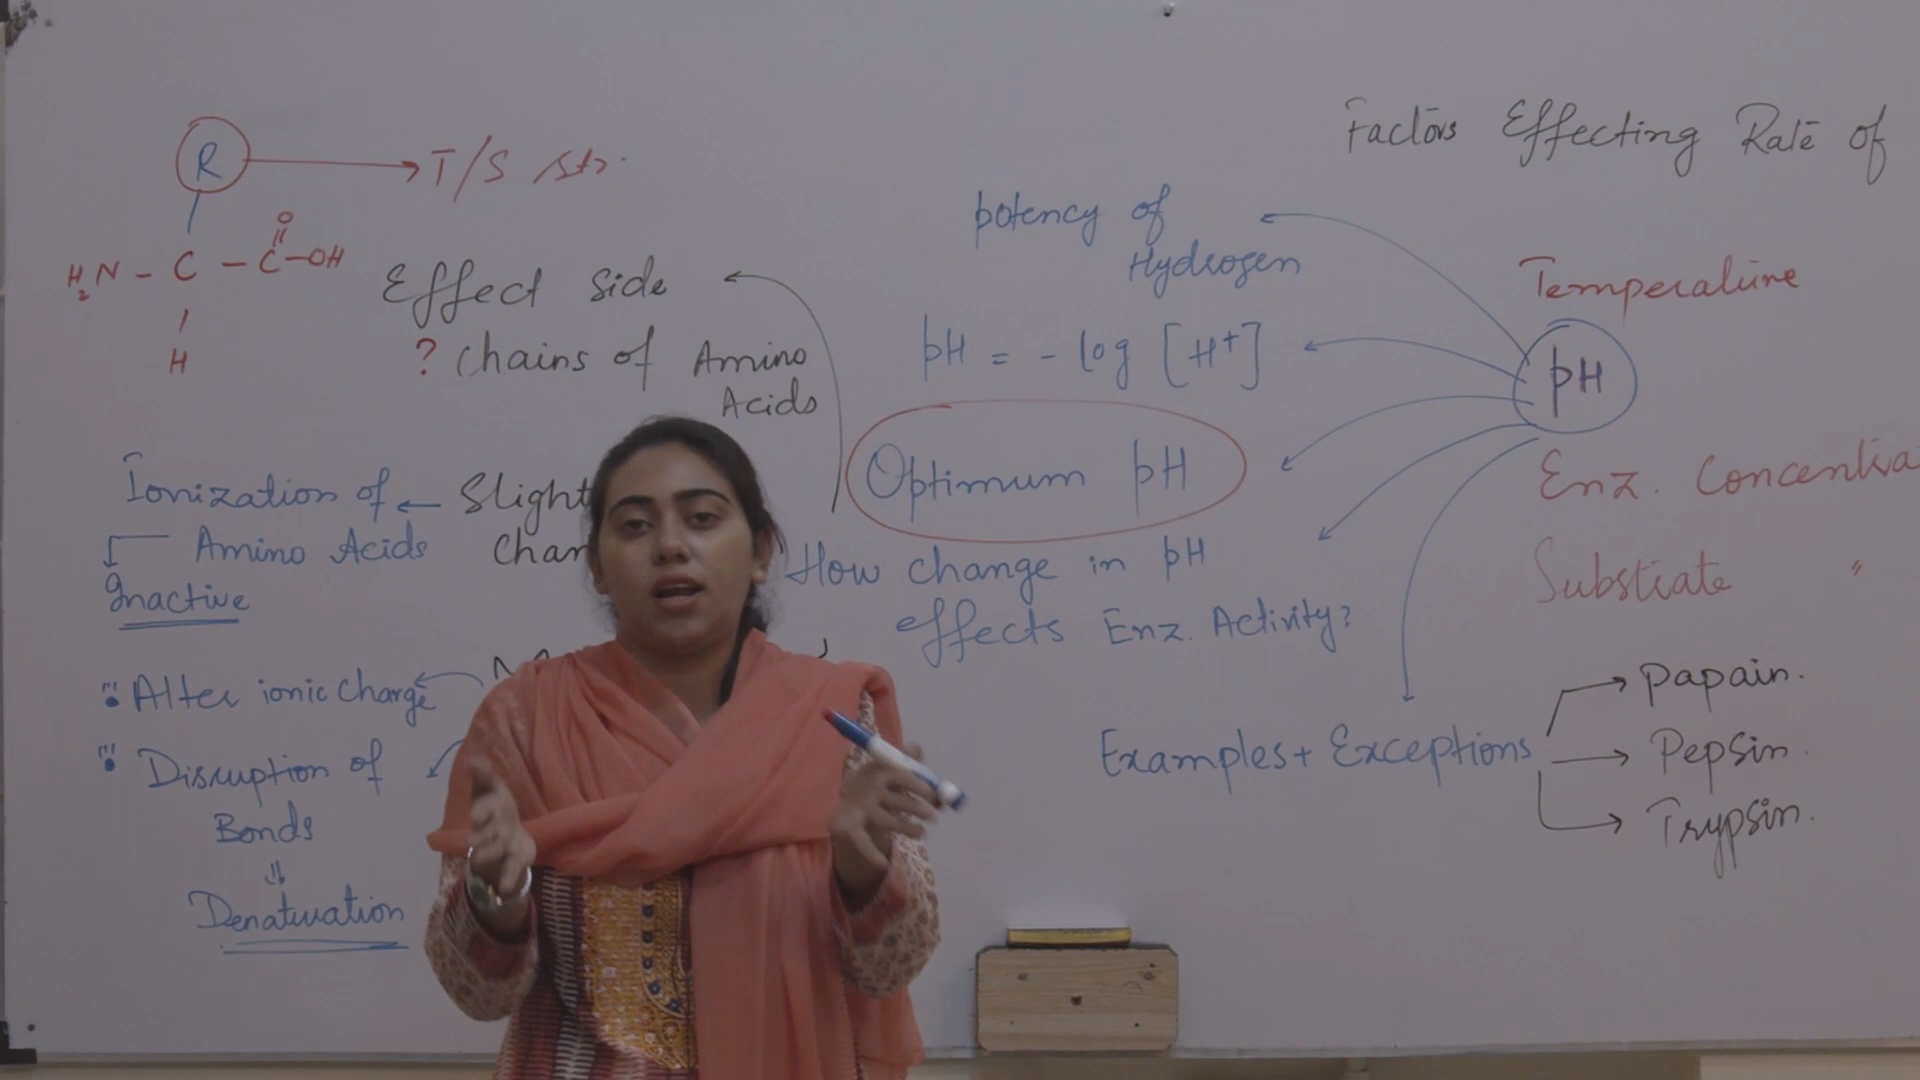 Factors Effecting Rate of
Temperature
pH
Enz. Concentra
Substrate "
potency of
Hydrogen
pH = - log [H+]
Optimum pH
How change in pH
effects Enz. Activity?
Examples + Exceptions
Papain.
Pepsin.
Trypsin.
R
T/S str.
H2N - C - C - OH
O
H
Effect side
? Chains of Amino
Acids
Slight
Chan
Ionization of
Amino Acids
Inactive
Alter ionic charge
Disruption of
Bonds
Denaturation